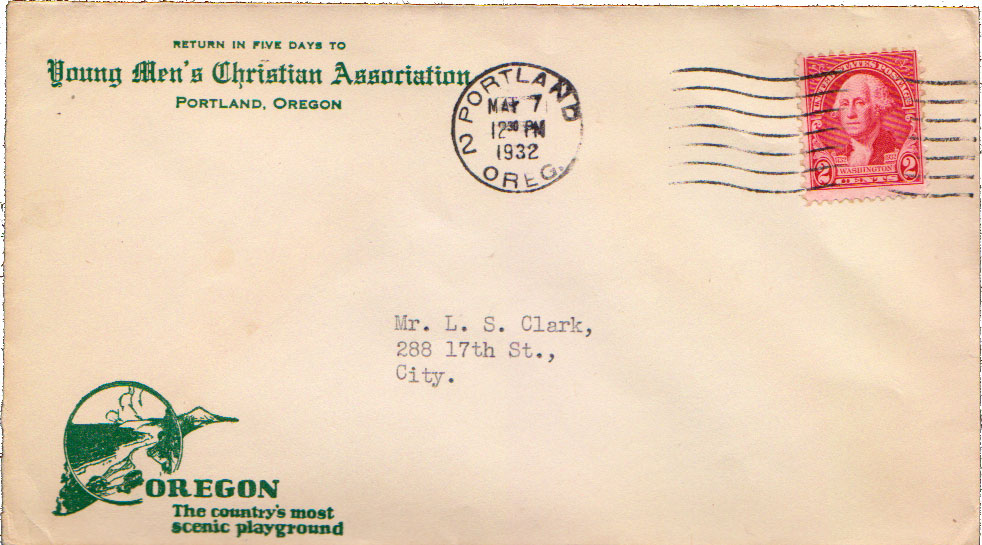 RETURN IN FIVE DAYS TO
Young Men's Christian Association
PORTLAND, OREGON
PORTLAND
MAY 7
12 30 PM
1932
2
OREG.
UNITED STATES POSTAGE
2 WASHINGTON 2
CENTS
Mr. L. S. Clark,
288 17th St.,
City.
OREGON
The country's most
scenic playground